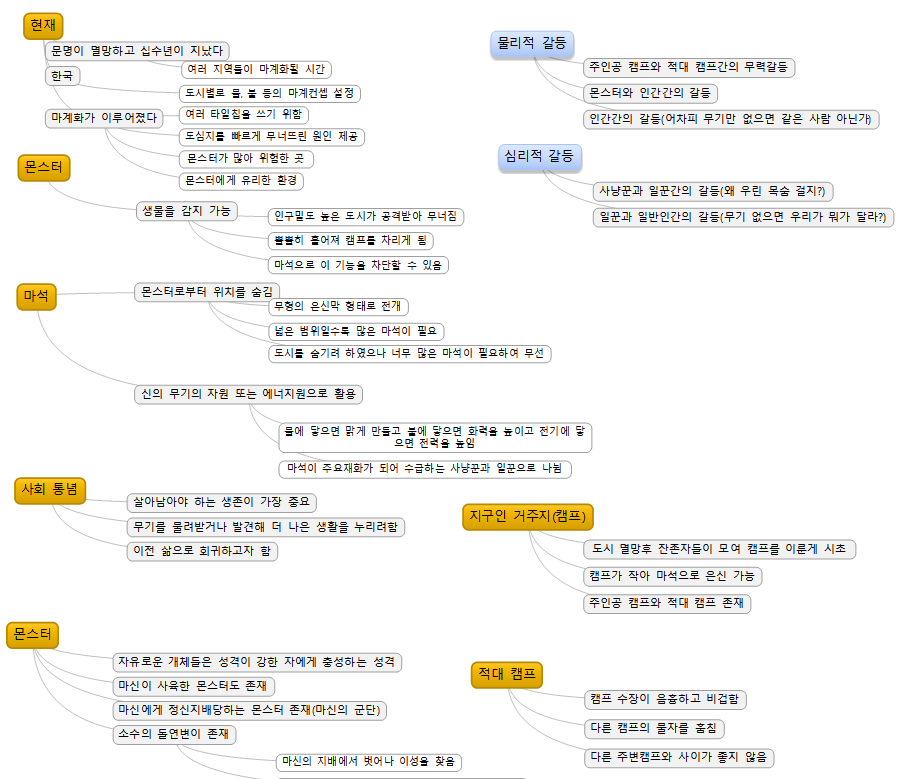 현재
문명이 멸망하고 십수년이 지났다
여러 지역들이 마계화될 시간
한국
도시별로 물, 불 등의 마계컨셉 설정
마계화가 이루어졌다
여러 타일칩을 쓰기 위함
도심지를 빠르게 무너뜨린 원인 제공
몬스터가 많아 위험한 곳
몬스터에게 유리한 환경
몬스터
생물을 감지 가능
인구밀도 높은 도시가 공격받아 무너짐
뿔뿔히 흩어져 캠프를 차리게 됨
마석으로 이 기능을 차단할 수 있음
마석
몬스터로부터 위치를 숨김
무형의 은신막 형태로 전개
넓은 범위일수록 많은 마석이 필요
도시를 숨기려 하였으나 너무 많은 마석이 필요하여 무선
신의 무기의 자원 또는 에너지원으로 활용
물에 닿으면 맑게 만들고 불에 닿으면 화력을 높이고 전기에 닿
으면 전력을 높임
마석이 주요재화가 되어 수급하는 사냥꾼과 일꾼으로 나뉨
사회 통념
살아남아야 하는 생존이 가장 중요
무기를 물려받거나 발견해 더 나은 생활을 누리려함
이전 삶으로 회귀하고자 함
몬스터
자유로운 개체들은 성격이 강한 자에게 충성하는 성격
마신이 사육한 몬스터도 존재
마신에게 정신지배당하는 몬스터 존재(마신의 군단)
소수의 돌연변이 존재
마신의 지배에서 벗어나 이성을 찾음
물리적 갈등
주인공 캠프와 적대 캠프간의 무력갈등
몬스터와 인간간의 갈등
인간간의 갈등(어차피 무기만 없으면 같은 사람 아닌가)
심리적 갈등
사냥꾼과 일꾼간의 갈등(왜 우린 목숨 걸지?)
일꾼과 일반인간의 갈등(무기 없으면 우리가 뭐가 달라?)
지구인 거주지(캠프)
도시 멸망후 잔존자들이 모여 캠프를 이룬게 시초
캠프가 작아 마석으로 은신 가능
주인공 캠프와 적대 캠프 존재
적대 캠프
캠프 수장이 음흉하고 비겁함
다른 캠프의 물자를 훔침
다른 주변캠프와 사이가 좋지 않음